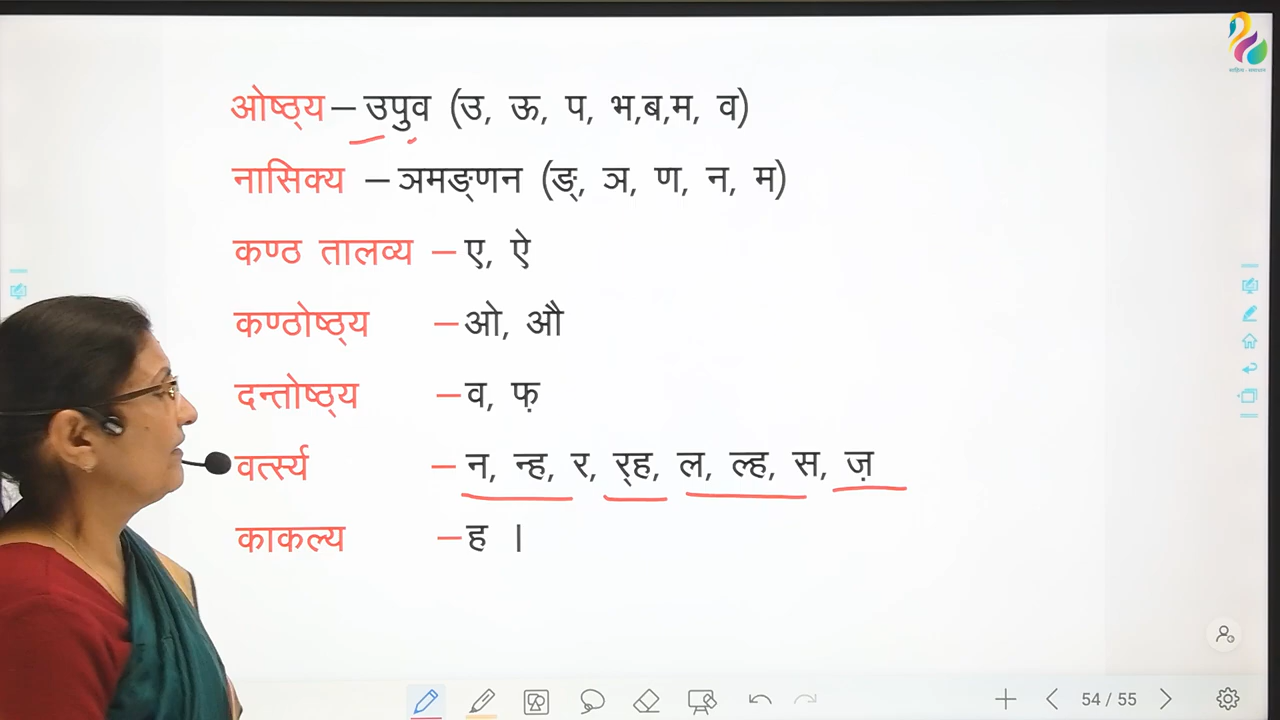 ओष्ठ्य – उपुव (उ, ऊ, प, भ,ब,म, व)
नासिक्य – ञमङ्णन (ङ्, ञ, ण, न, म)
कण्ठ तालव्य – ए, ऐ
कण्ठोष्ठ्य – ओ, औ
दन्तोष्ठ्य – व, फ़
वर्त्स्य – न, न्ह, र, र्‍ह, ल, ल्ह, स, ज़
काकल्य – ह ।
54 / 55